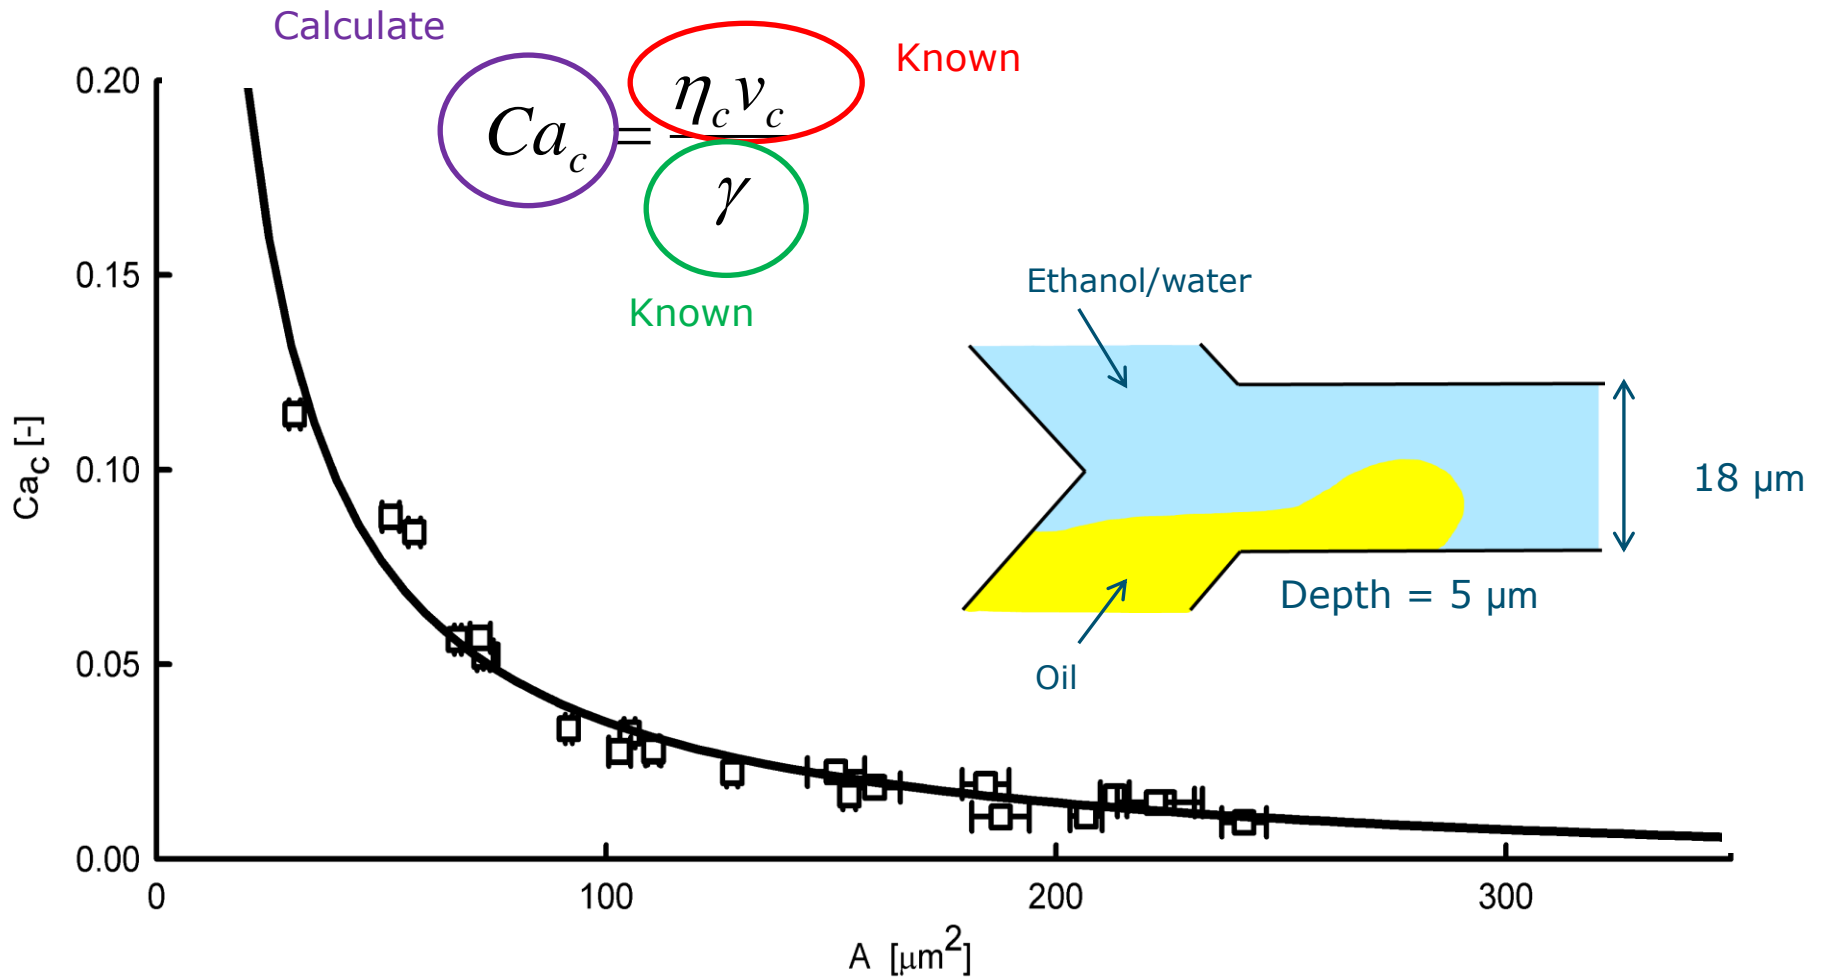 Calculate
Known
Ca_c = η_c v_c / γ
Known
0.20
0.15
0.10
0.05
0.00
Ca_c [-]
0
100
200
300
A [μm²]
Ethanol/water
18 μm
Depth = 5 μm
Oil